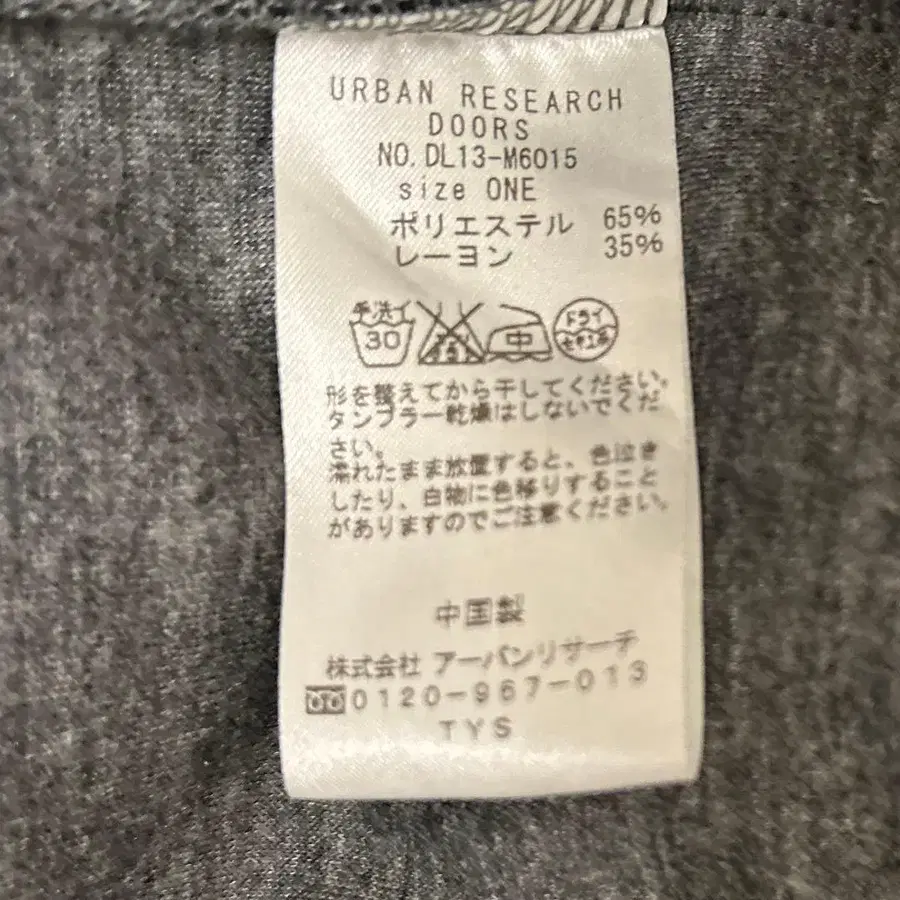 URBAN RESEARCH
DOORS
NO. DL13-M6015
size ONE
ポリエステル 65%
レーヨン 35%
手洗イ 30 中 ドライ セキユ系
形を整えてから干してください。
タンブラー乾燥はしないでくだ
さい。
濡れたまま放置すると、色泣き
したり、白物に色移りすること
がありますのでご注意ください。
中国製
株式会社 アーバンリサーチ
0120-967-013
TYS